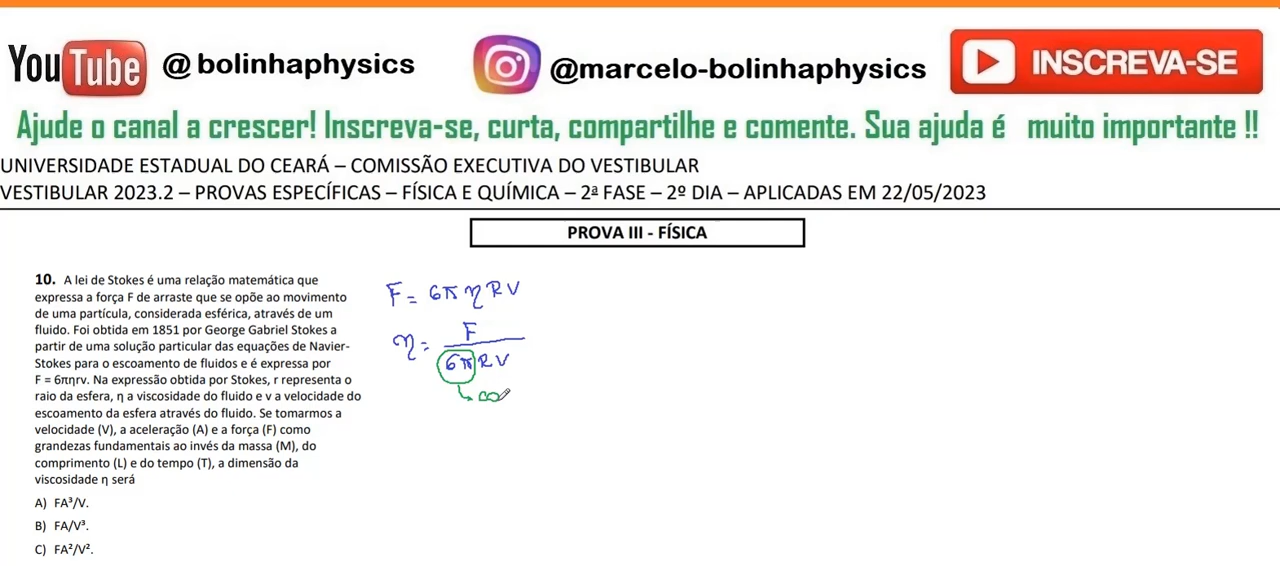 YouTube @bolinhaphysics @marcelo-bolinhaphysics INSCREVA-SE
Ajude o canal a crescer! Inscreva-se, curta, compartilhe e comente. Sua ajuda é muito importante !!
UNIVERSIDADE ESTADUAL DO CEARÁ – COMISSÃO EXECUTIVA DO VESTIBULAR
VESTIBULAR 2023.2 – PROVAS ESPECÍFICAS – FÍSICA E QUÍMICA – 2ª FASE – 2º DIA – APLICADAS EM 22/05/2023
PROVA III - FÍSICA
10. A lei de Stokes é uma relação matemática que
expressa a força F de arraste que se opõe ao movimento
de uma partícula, considerada esférica, através de um
fluido. Foi obtida em 1851 por George Gabriel Stokes a
partir de uma solução particular das equações de Navier-
Stokes para o escoamento de fluidos e é expressa por
F = 6πηrv. Na expressão obtida por Stokes, r representa o
raio da esfera, η a viscosidade do fluido e v a velocidade do
escoamento da esfera através do fluido. Se tomarmos a
velocidade (V), a aceleração (A) e a força (F) como
grandezas fundamentais ao invés da massa (M), do
comprimento (L) e do tempo (T), a dimensão da
viscosidade η será
A) FA³/V.
B) FA/V³.
C) FA²/V².
F = 6π η R V
η = F
6π R V